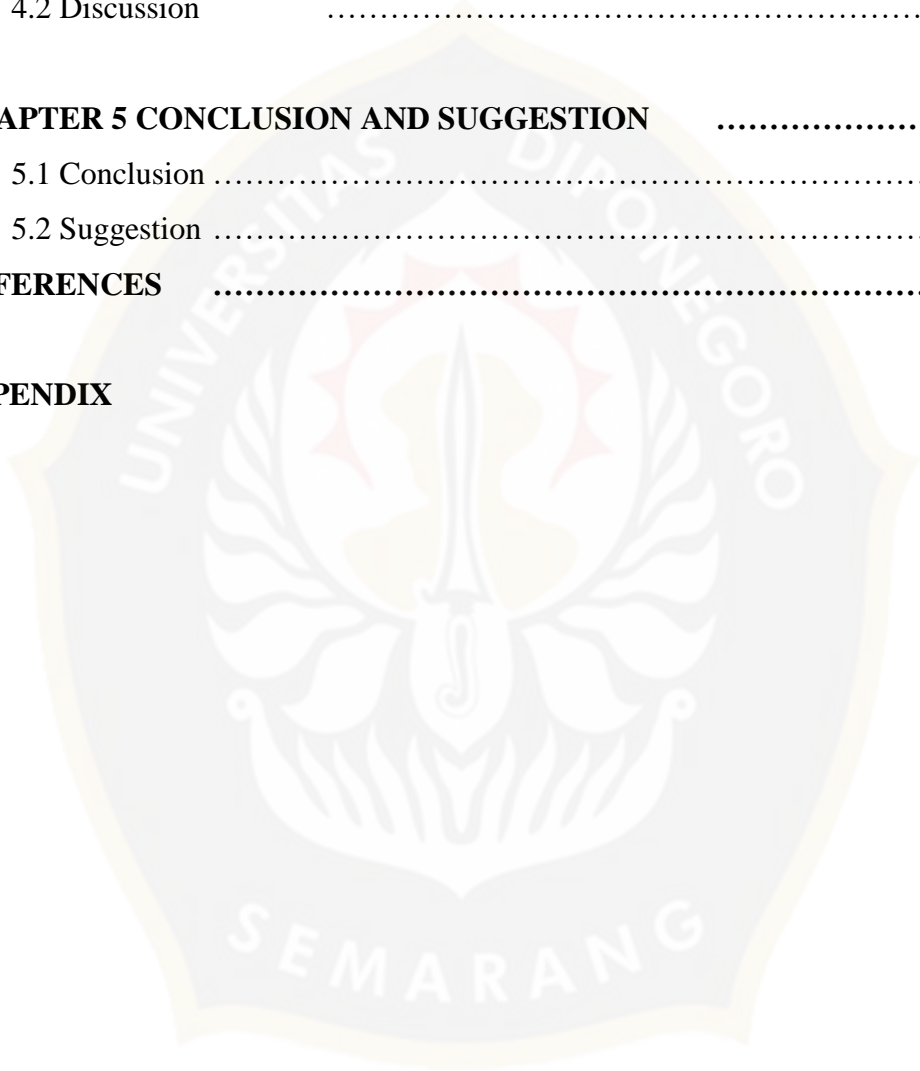 4.2 Discussion ……………………………………………………………
APTER 5 CONCLUSION AND SUGGESTION ………………
5.1 Conclusion ……………………………………………………………………
5.2 Suggestion ……………………………………………………………………
FERENCES ……………………………………………………………………
PENDIX
UNIVERSITAS DIPONEGORO
SEMARANG